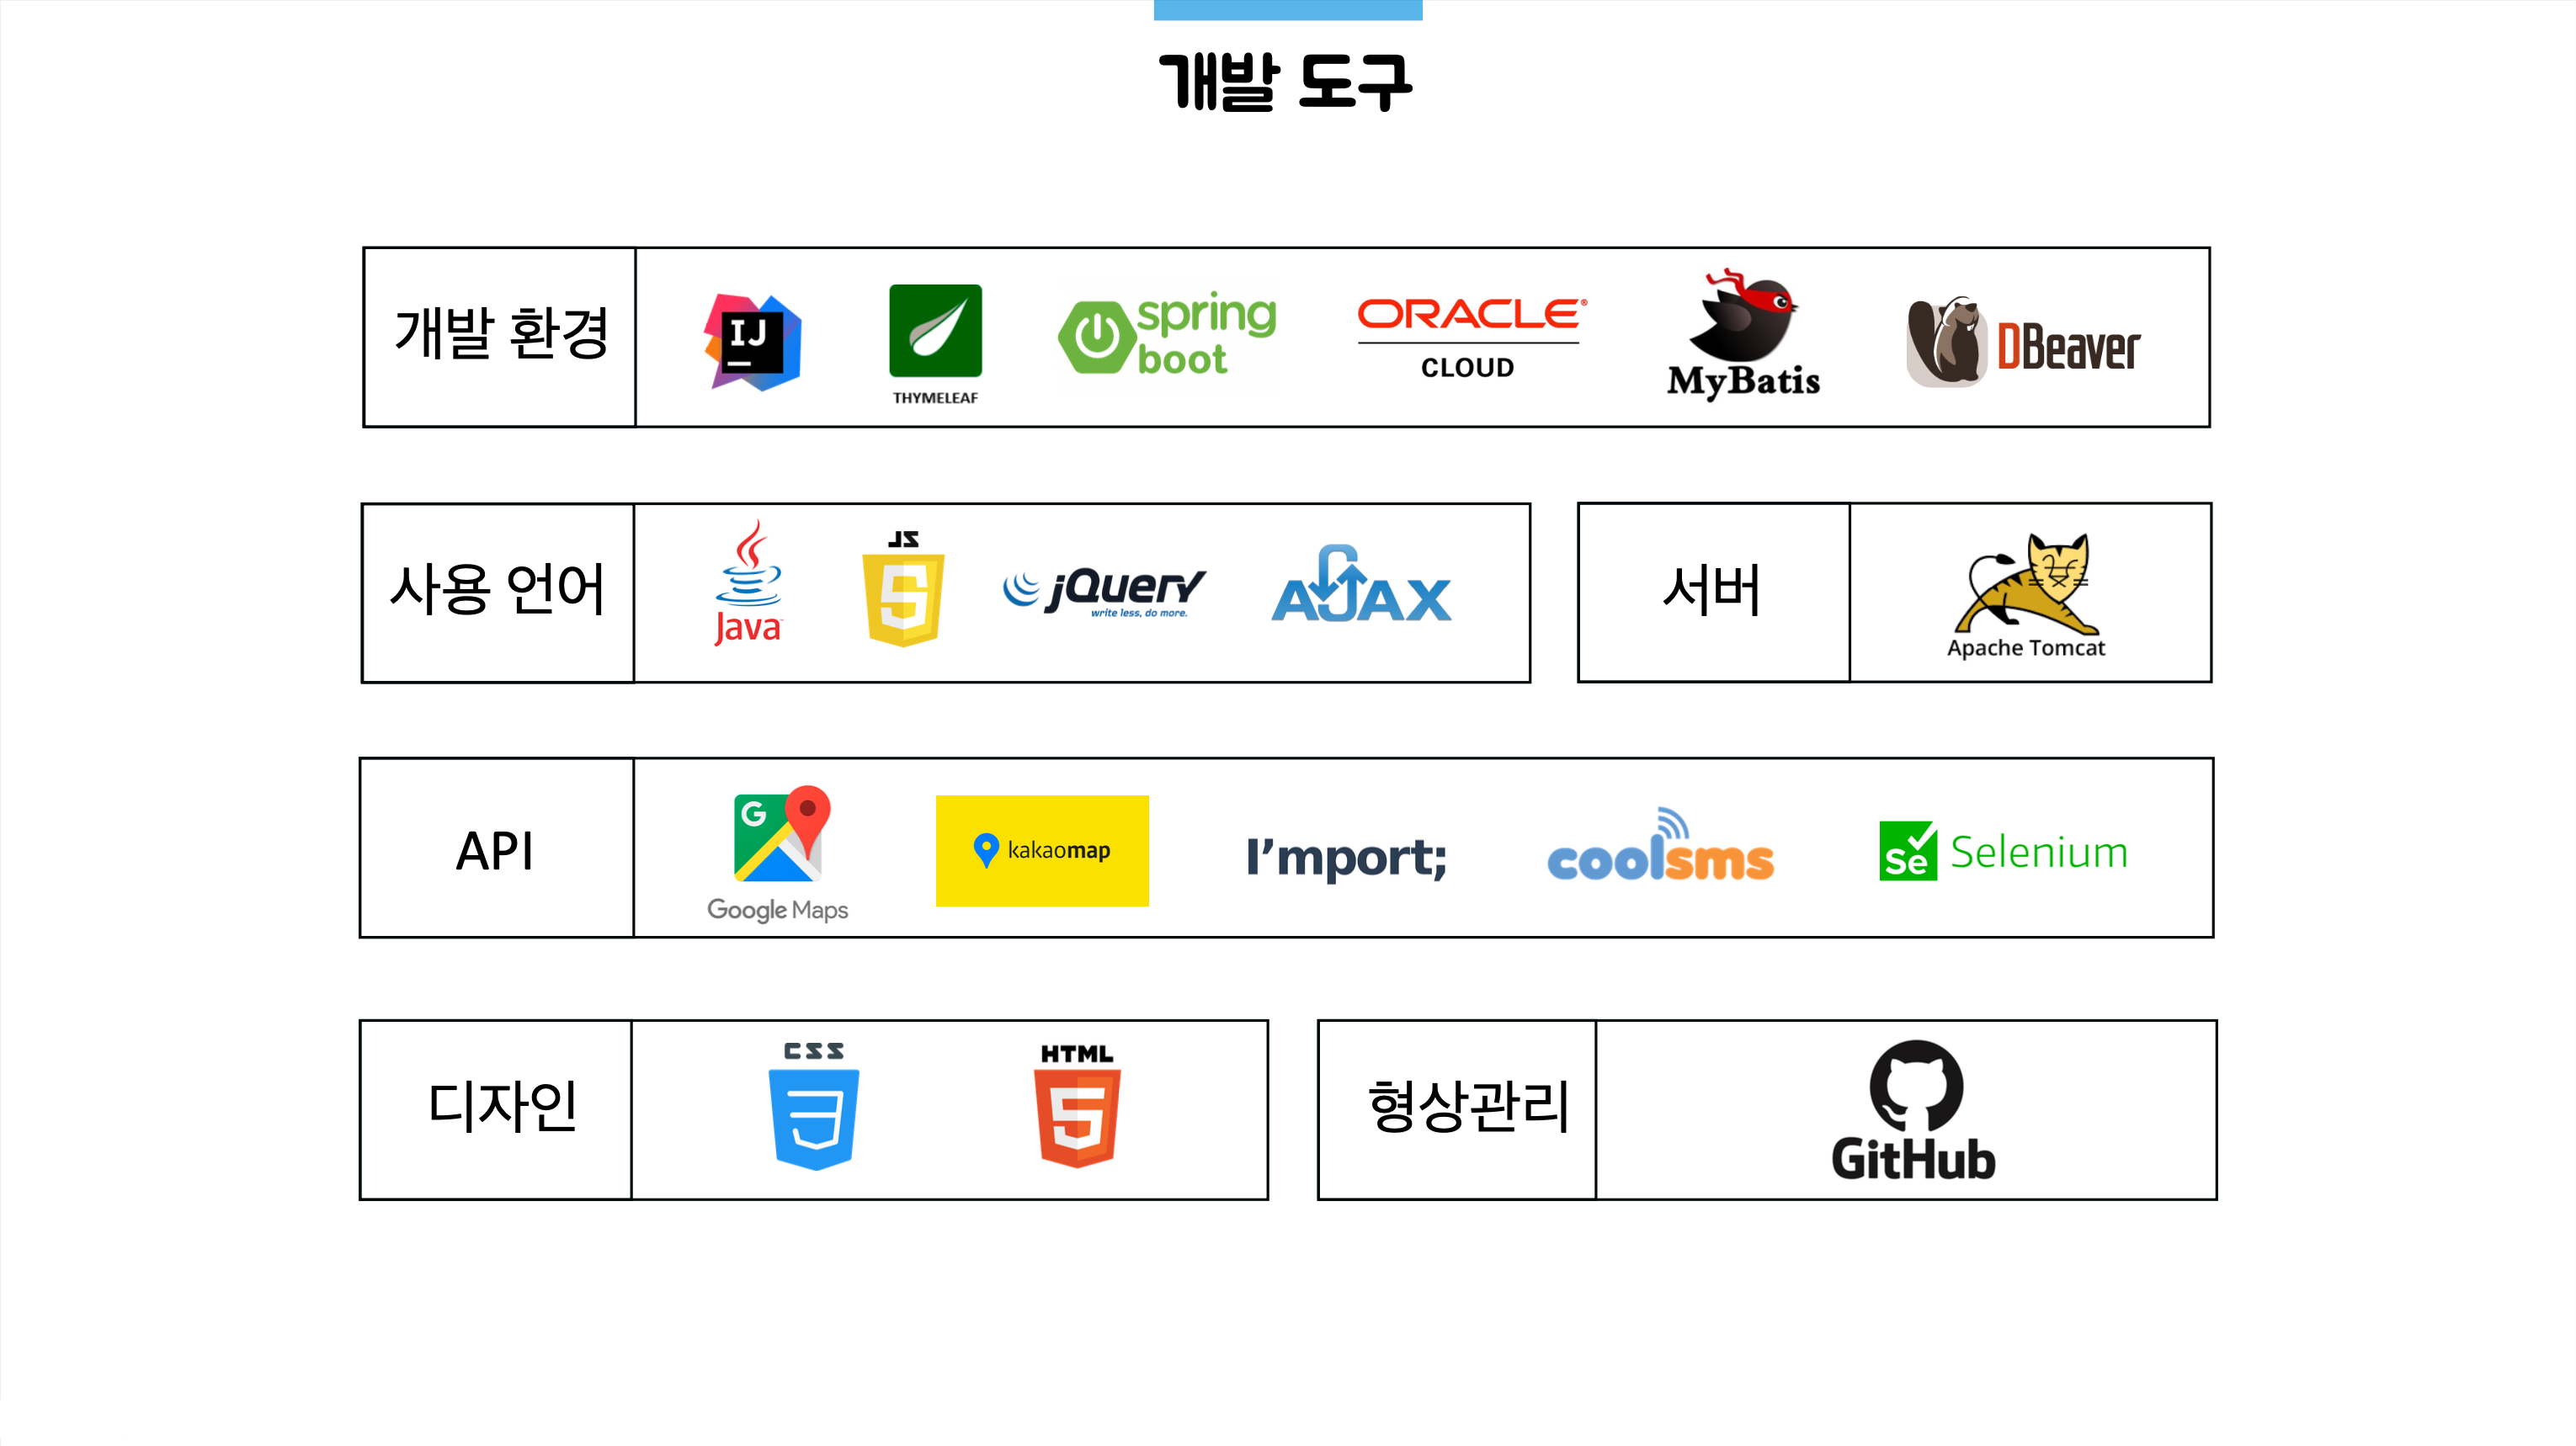 개발 도구
개발 환경
IJ
THYMELEAF
spring
boot
ORACLE®
CLOUD
MyBatis
DBeaver
사용 언어
Java
JS
jQuery
write less, do more.
AJAX
서버
Apache Tomcat
API
G
Google Maps
kakaomap
I'mport;
coolsms
Se
Selenium
디자인
CSS
3
HTML
5
형상관리
GitHub